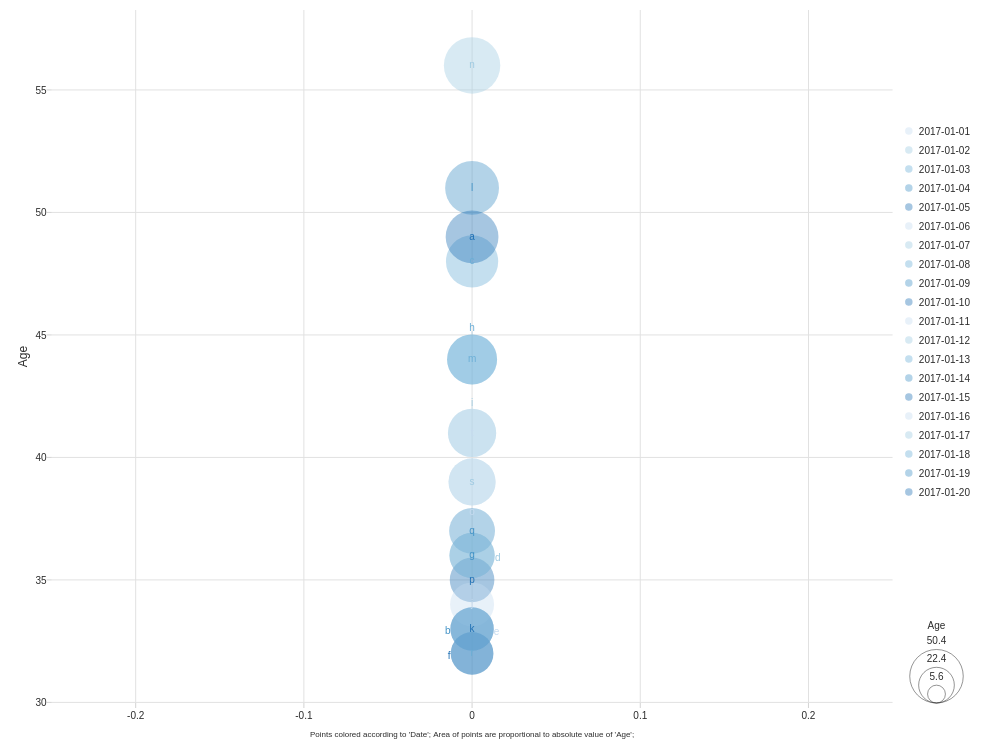 n
55
l
50
a
h
45
m
Age
i
40
s
q
g
d
35
p
b
k
e
f
30
-0.2
-0.1
0
0.1
0.2
Points colored according to 'Date'; Area of points are proportional to absolute value of 'Age';
2017-01-01
2017-01-02
2017-01-03
2017-01-04
2017-01-05
2017-01-06
2017-01-07
2017-01-08
2017-01-09
2017-01-10
2017-01-11
2017-01-12
2017-01-13
2017-01-14
2017-01-15
2017-01-16
2017-01-17
2017-01-18
2017-01-19
2017-01-20
Age
50.4
22.4
5.6